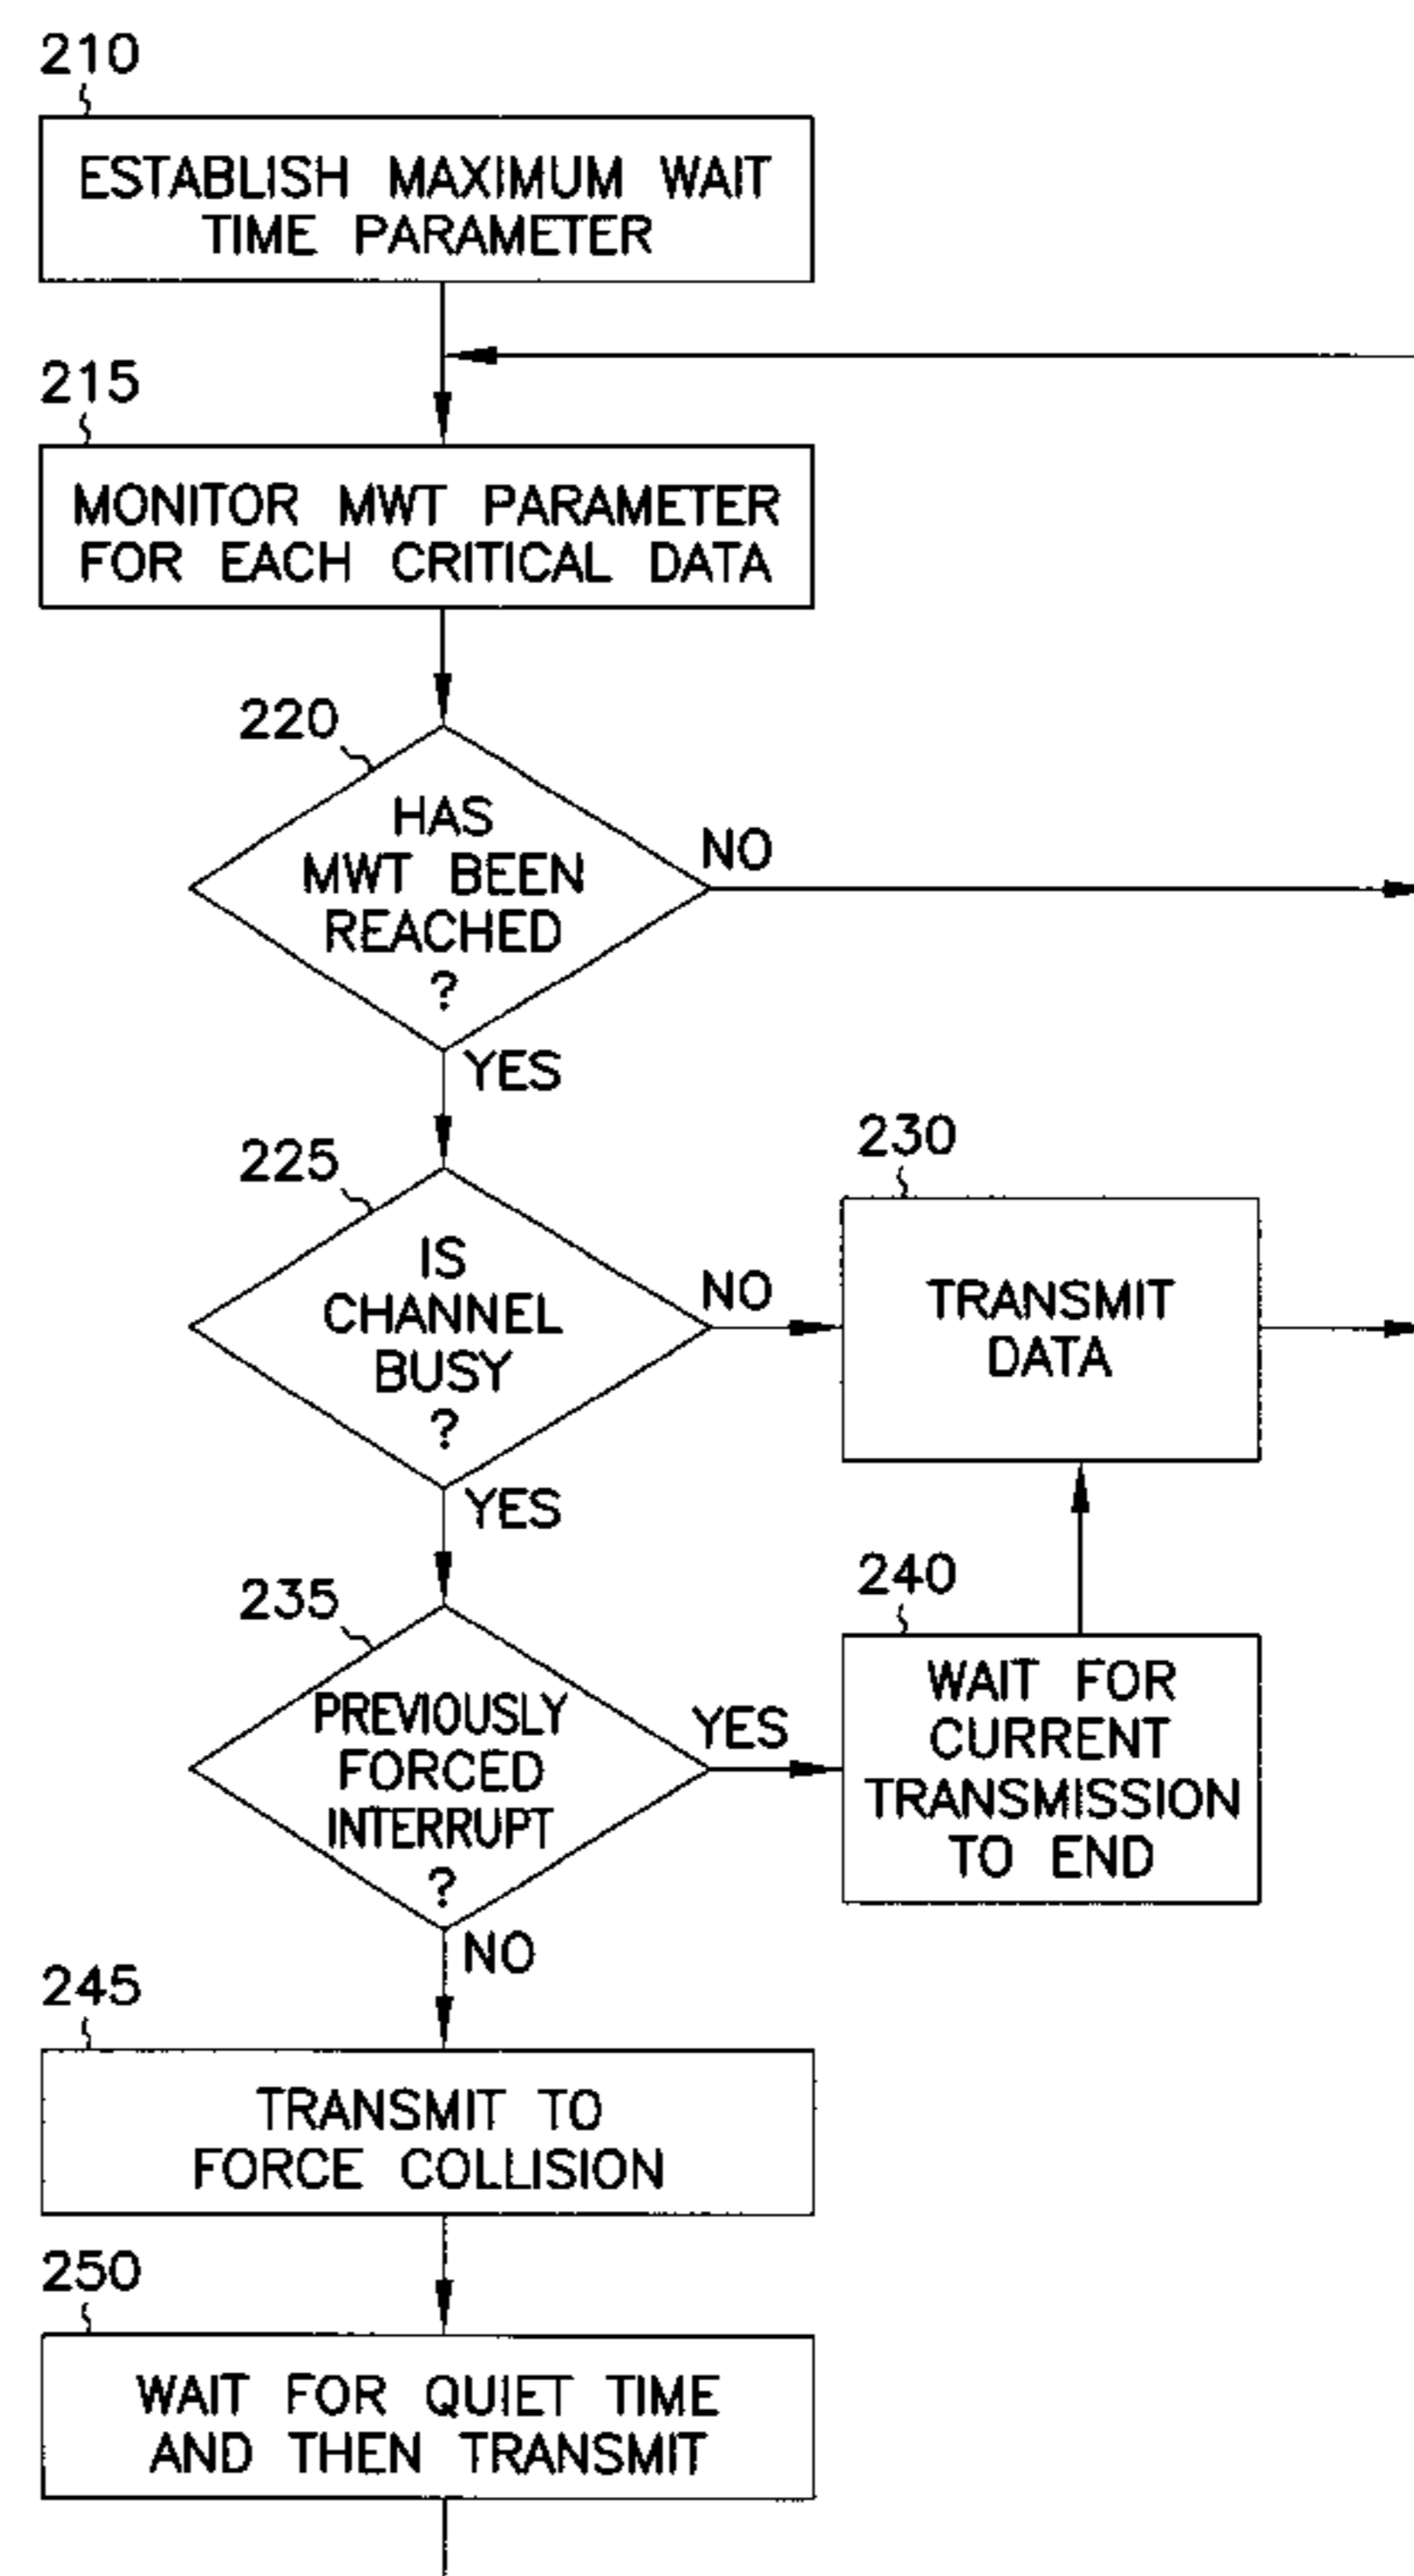 210
ESTABLISH MAXIMUM WAIT
TIME PARAMETER
215
MONITOR MWT PARAMETER
FOR EACH CRITICAL DATA
220
HAS
MWT BEEN
REACHED
?
NO
YES
225
IS
CHANNEL
BUSY
?
NO
YES
230
TRANSMIT
DATA
235
PREVIOUSLY
FORCED
INTERRUPT
?
YES
NO
240
WAIT FOR
CURRENT
TRANSMISSION
TO END
245
TRANSMIT TO
FORCE COLLISION
250
WAIT FOR QUIET TIME
AND THEN TRANSMIT